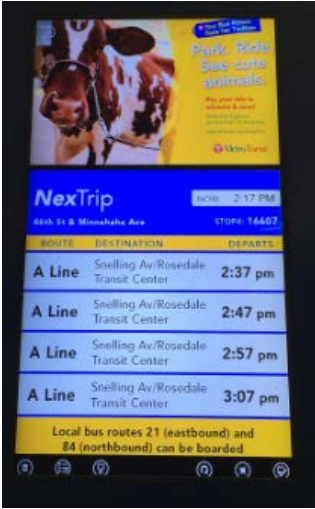 Park. Ride.
See cute
animals.
MetroTransit
NexTrip
NOW: 2:17 PM
46th St & Minnehaha Ave
STOP#: 16607
ROUTE DESTINATION DEPARTS
A Line Snelling Av/Rosedale Transit Center 2:37 pm
A Line Snelling Av/Rosedale Transit Center 2:47 pm
A Line Snelling Av/Rosedale Transit Center 2:57 pm
A Line Snelling Av/Rosedale Transit Center 3:07 pm
Local bus routes 21 (eastbound) and
84 (northbound) can be boarded